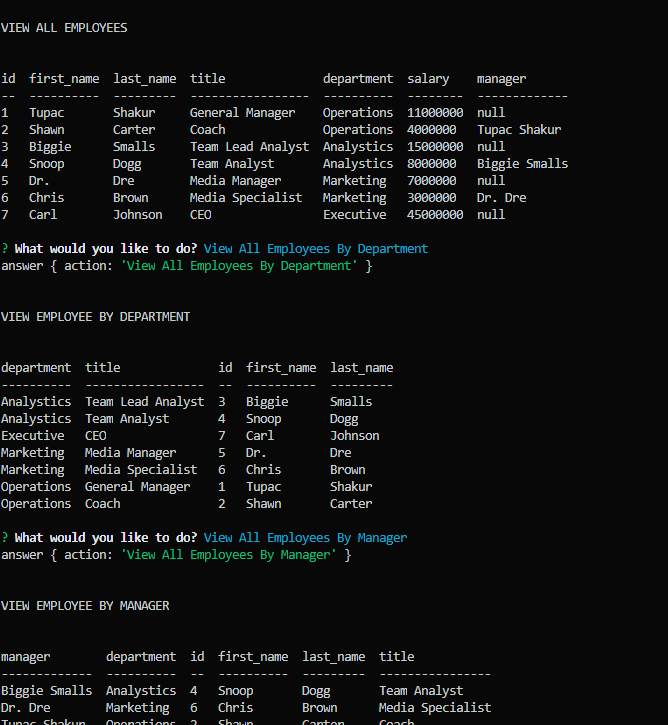 VIEW ALL EMPLOYEES
id  first_name  last_name  title              department  salary    manager
--  ----------  ---------  -----------------  ----------  --------  -------------
1   Tupac       Shakur     General Manager    Operations  11000000  null
2   Shawn       Carter     Coach              Operations  4000000   Tupac Shakur
3   Biggie      Smalls     Team Lead Analyst  Analystics  15000000  null
4   Snoop       Dogg       Team Analyst       Analystics  8000000   Biggie Smalls
5   Dr.         Dre        Media Manager      Marketing   7000000   null
6   Chris       Brown      Media Specialist   Marketing   3000000   Dr. Dre
7   Carl        Johnson    CEO                Executive   45000000  null
? What would you like to do? View All Employees By Department
answer { action: 'View All Employees By Department' }
VIEW EMPLOYEE BY DEPARTMENT
department  title              id  first_name  last_name
----------  -----------------  --  ----------  ---------
Analystics  Team Lead Analyst  3   Biggie      Smalls
Analystics  Team Analyst       4   Snoop       Dogg
Executive   CEO                7   Carl        Johnson
Marketing   Media Manager      5   Dr.         Dre
Marketing   Media Specialist   6   Chris       Brown
Operations  General Manager    1   Tupac       Shakur
Operations  Coach              2   Shawn       Carter
? What would you like to do? View All Employees By Manager
answer { action: 'View All Employees By Manager' }
VIEW EMPLOYEE BY MANAGER
manager        department  id  first_name  last_name  title
-------------  ----------  --  ----------  ---------  ----------------
Biggie Smalls  Analystics  4   Snoop       Dogg       Team Analyst
Dr. Dre        Marketing   6   Chris       Brown      Media Specialist
Tupac Shakur   Operations  2   Shawn       Carter     Coach